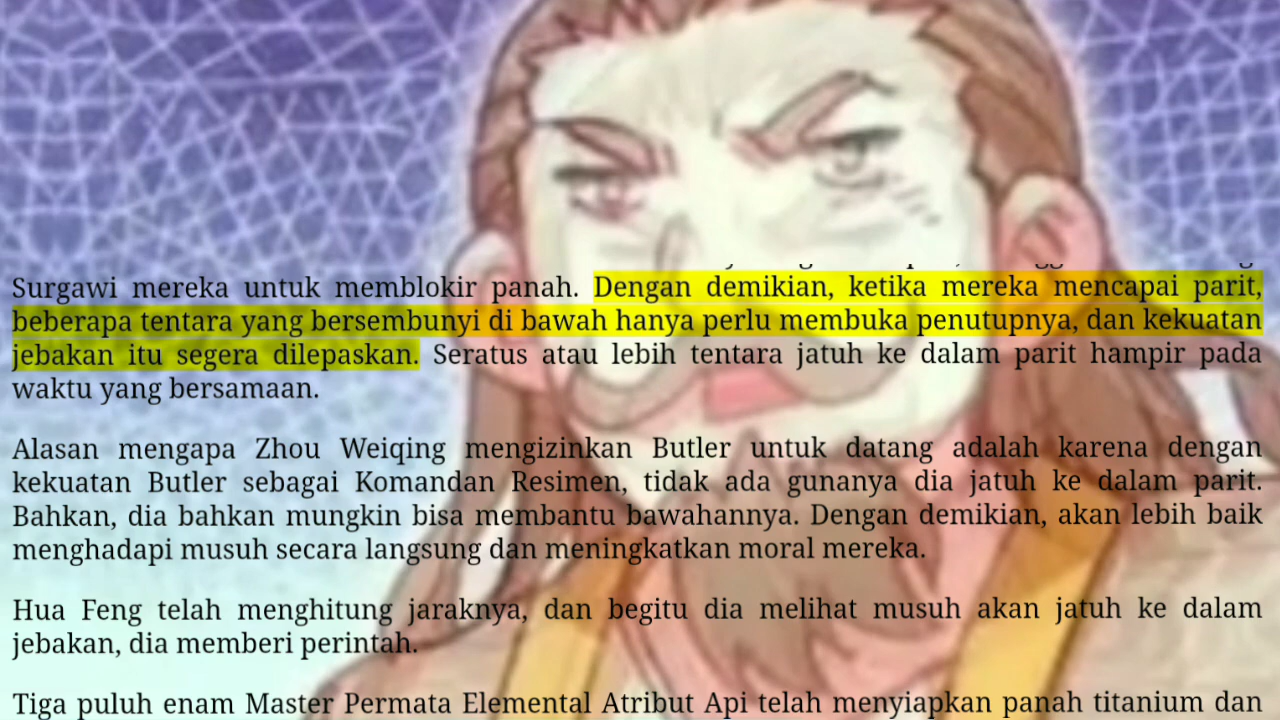 Surgawi mereka untuk memblokir panah. Dengan demikian, ketika mereka mencapai parit,
beberapa tentara yang bersembunyi di bawah hanya perlu membuka penutupnya, dan kekuatan
jebakan itu segera dilepaskan. Seratus atau lebih tentara jatuh ke dalam parit hampir pada
waktu yang bersamaan.
Alasan mengapa Zhou Weiqing mengizinkan Butler untuk datang adalah karena dengan
kekuatan Butler sebagai Komandan Resimen, tidak ada gunanya dia jatuh ke dalam parit.
Bahkan, dia bahkan mungkin bisa membantu bawahannya. Dengan demikian, akan lebih baik
menghadapi musuh secara langsung dan meningkatkan moral mereka.
Hua Feng telah menghitung jaraknya, dan begitu dia melihat musuh akan jatuh ke dalam
jebakan, dia memberi perintah.
Tiga puluh enam Master Permata Elemental Atribut Api telah menyiapkan panah titanium dan